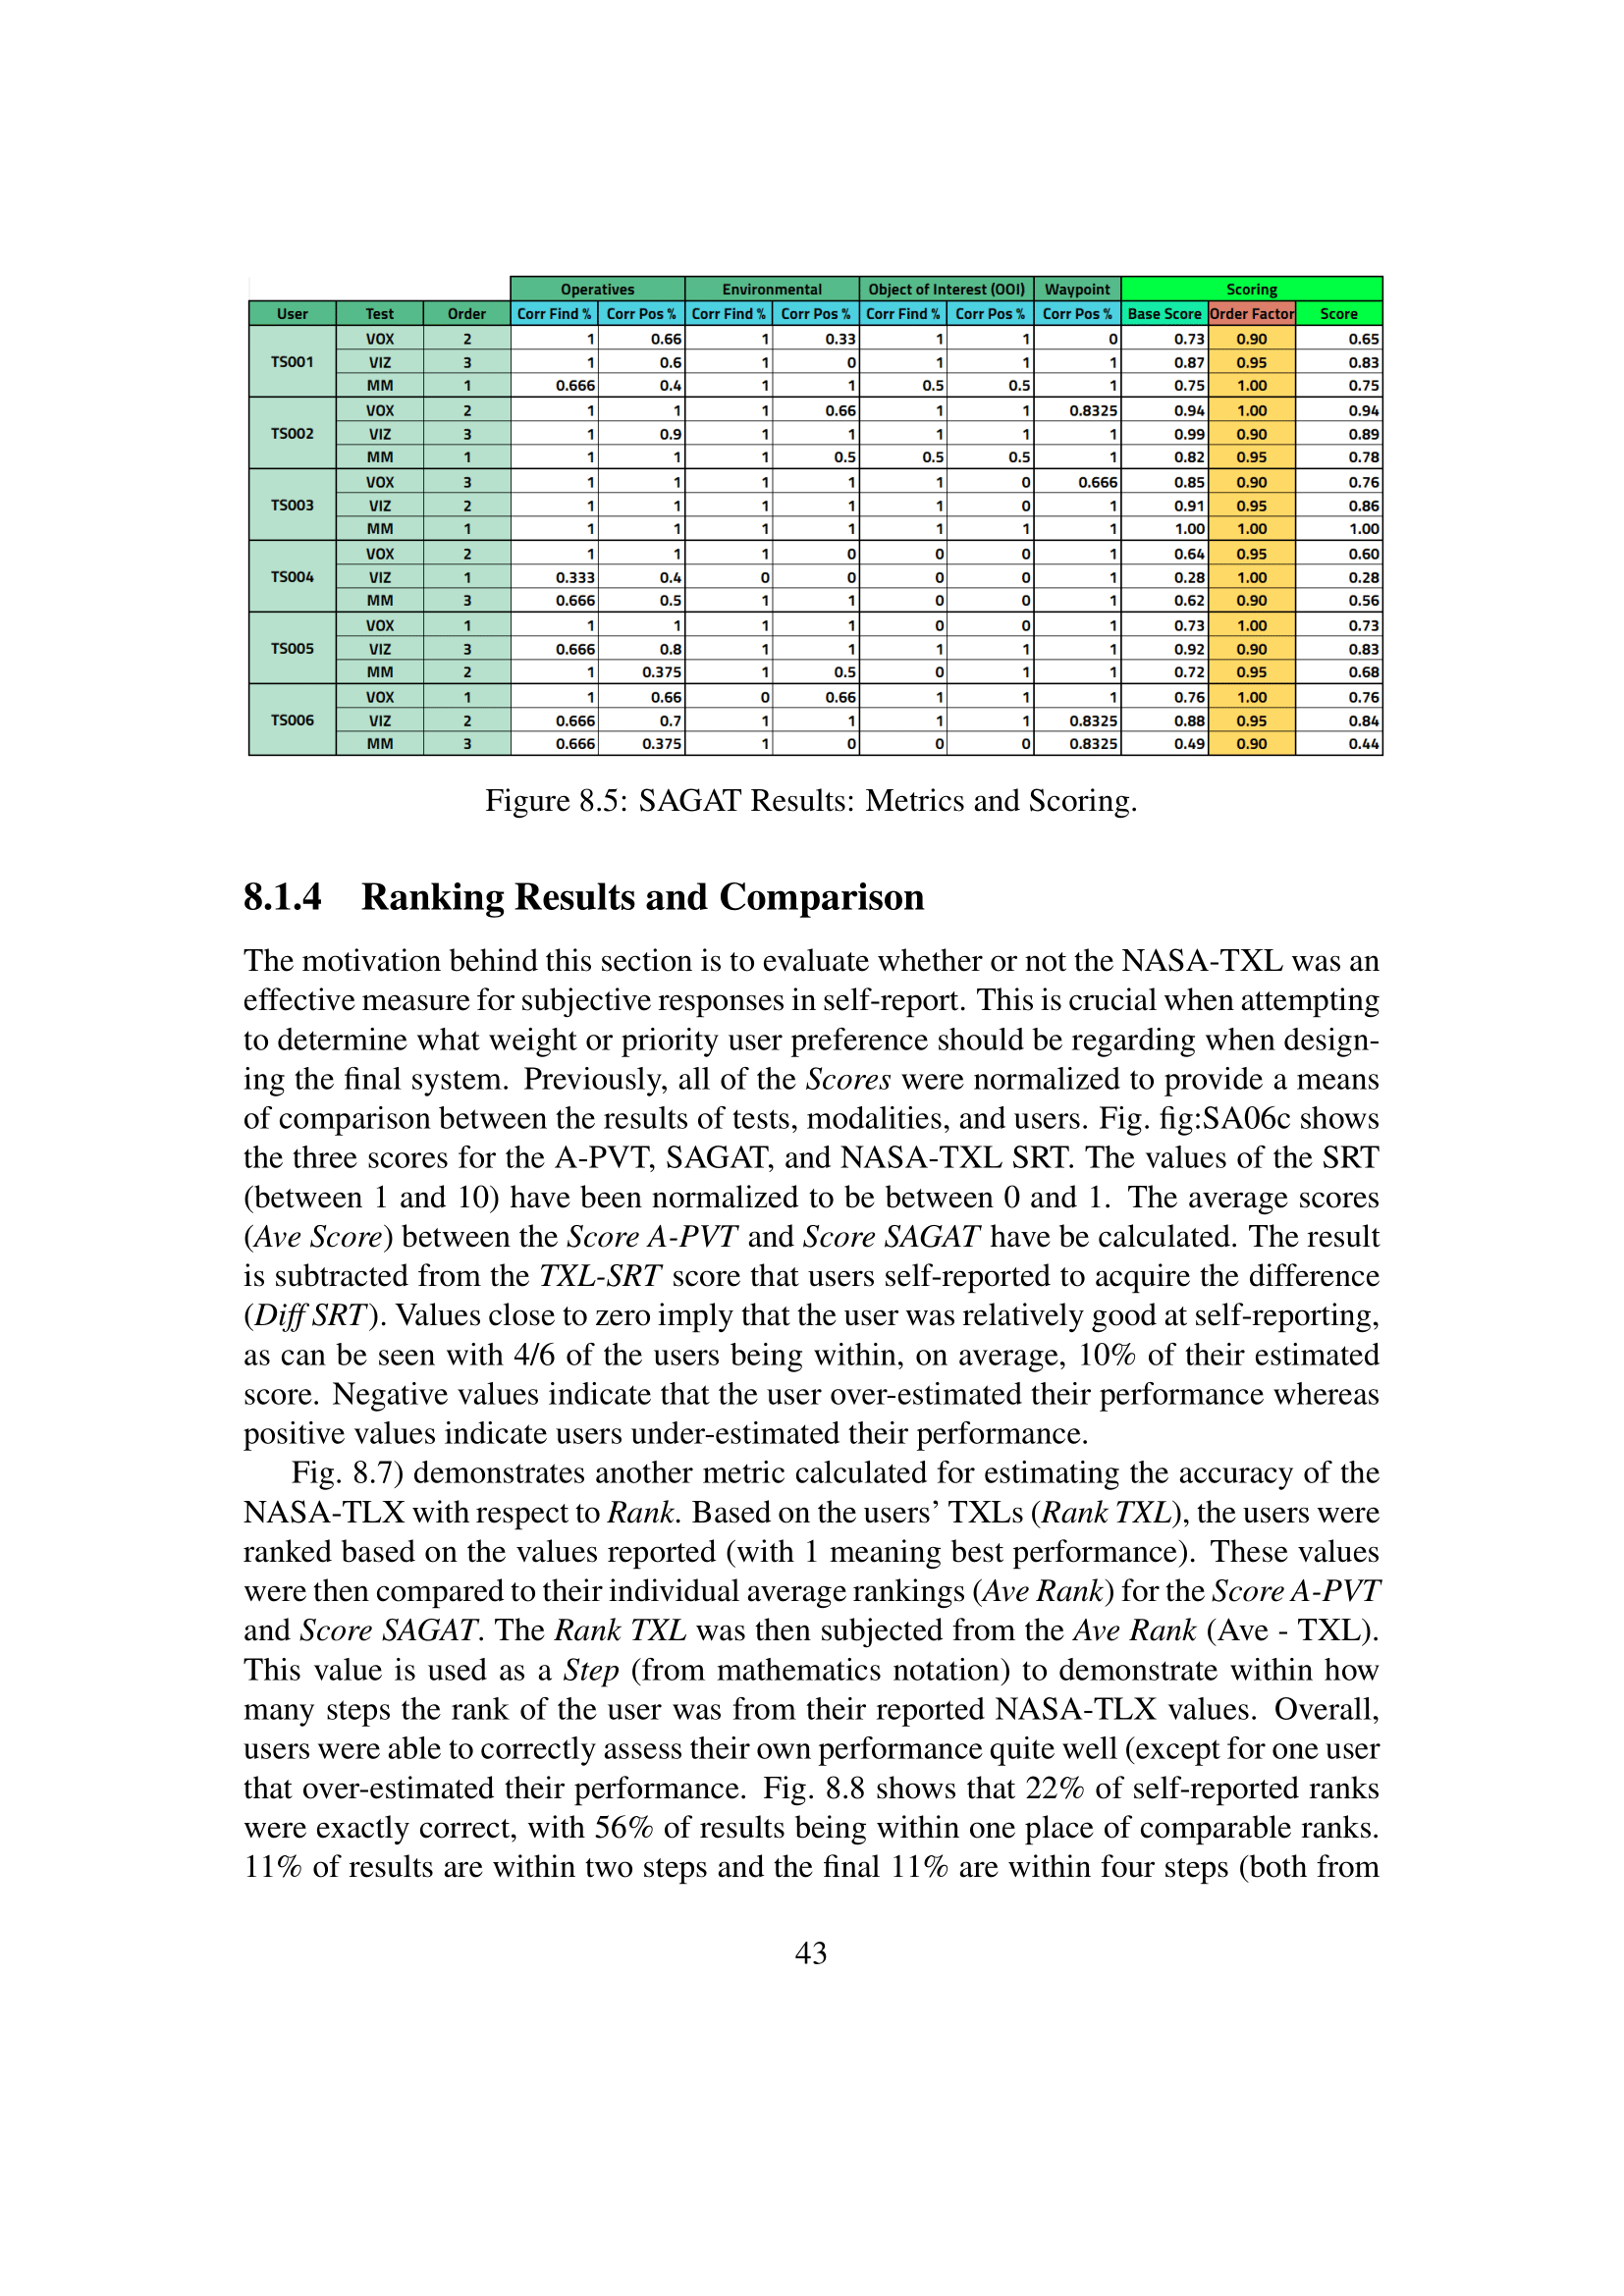 Operatives Environmental Object of Interest (OOI) Waypoint Scoring
User Test Order Corr Find % Corr Pos % Corr Find % Corr Pos % Corr Find % Corr Pos % Corr Pos % Base Score Order Factor Score
TS001 VOX 2 1 0.66 1 0.33 1 1 0 0.73 0.90 0.65
VIZ 3 1 0.6 1 0 1 1 1 0.87 0.95 0.83
MM 1 0.666 0.4 1 1 0.5 0.5 1 0.75 1.00 0.75
TS002 VOX 2 1 1 1 0.66 1 1 0.8325 0.94 1.00 0.94
VIZ 3 1 0.9 1 1 1 1 1 0.99 0.90 0.89
MM 1 1 1 1 0.5 0.5 0.5 1 0.82 0.95 0.78
TS003 VOX 3 1 1 1 1 1 0 0.666 0.85 0.90 0.76
VIZ 2 1 1 1 1 1 0 1 0.91 0.95 0.86
MM 1 1 1 1 1 1 1 1 1.00 1.00 1.00
TS004 VOX 2 1 1 1 0 0 0 1 0.64 0.95 0.60
VIZ 1 0.333 0.4 0 0 0 0 1 0.28 1.00 0.28
MM 3 0.666 0.5 1 1 0 0 1 0.62 0.90 0.56
TS005 VOX 1 1 1 1 1 0 0 1 0.73 1.00 0.73
VIZ 3 0.666 0.8 1 1 1 1 1 0.92 0.90 0.83
MM 2 1 0.375 1 0.5 0 1 1 0.72 0.95 0.68
TS006 VOX 1 1 0.66 0 0.66 1 1 1 0.76 1.00 0.76
VIZ 2 0.666 0.7 1 1 1 1 0.8325 0.88 0.95 0.84
MM 3 0.666 0.375 1 0 0 0 0.8325 0.49 0.90 0.44
Figure 8.5: SAGAT Results: Metrics and Scoring.
8.1.4 Ranking Results and Comparison
The motivation behind this section is to evaluate whether or not the NASA-TXL was an
effective measure for subjective responses in self-report. This is crucial when attempting
to determine what weight or priority user preference should be regarding when design-
ing the final system. Previously, all of the Scores were normalized to provide a means
of comparison between the results of tests, modalities, and users. Fig. fig:SA06c shows
the three scores for the A-PVT, SAGAT, and NASA-TXL SRT. The values of the SRT
(between 1 and 10) have been normalized to be between 0 and 1. The average scores
(Ave Score) between the Score A-PVT and Score SAGAT have be calculated. The result
is subtracted from the TXL-SRT score that users self-reported to acquire the difference
(Diff SRT). Values close to zero imply that the user was relatively good at self-reporting,
as can be seen with 4/6 of the users being within, on average, 10% of their estimated
score. Negative values indicate that the user over-estimated their performance whereas
positive values indicate users under-estimated their performance.
Fig. 8.7) demonstrates another metric calculated for estimating the accuracy of the
NASA-TLX with respect to Rank. Based on the users' TXLs (Rank TXL), the users were
ranked based on the values reported (with 1 meaning best performance). These values
were then compared to their individual average rankings (Ave Rank) for the Score A-PVT
and Score SAGAT. The Rank TXL was then subjected from the Ave Rank (Ave - TXL).
This value is used as a Step (from mathematics notation) to demonstrate within how
many steps the rank of the user was from their reported NASA-TLX values. Overall,
users were able to correctly assess their own performance quite well (except for one user
that over-estimated their performance. Fig. 8.8 shows that 22% of self-reported ranks
were exactly correct, with 56% of results being within one place of comparable ranks.
11% of results are within two steps and the final 11% are within four steps (both from
43